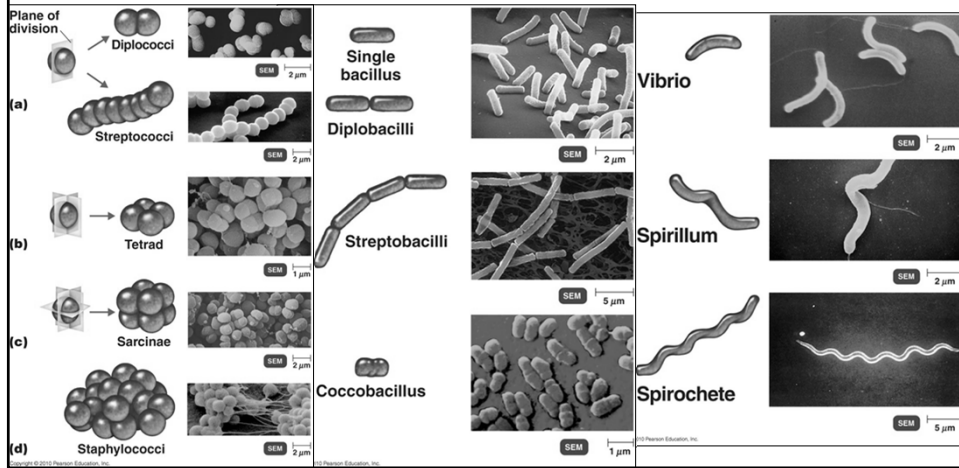 Plane of
division
Diplococci
SEM
2 μm
(a)
Streptococci
SEM
2 μm
(b)
Tetrad
SEM
1 μm
(c)
Sarcinae
SEM
2 μm
(d)
Staphylococci
SEM
2 μm
Copyright © 2010 Pearson Education, Inc.
Single
bacillus
Diplobacilli
SEM
2 μm
Streptobacilli
SEM
5 μm
Coccobacillus
SEM
1 μm
010 Pearson Education, Inc.
Vibrio
SEM
2 μm
Spirillum
SEM
2 μm
Spirochete
SEM
5 μm
010 Pearson Education, Inc.